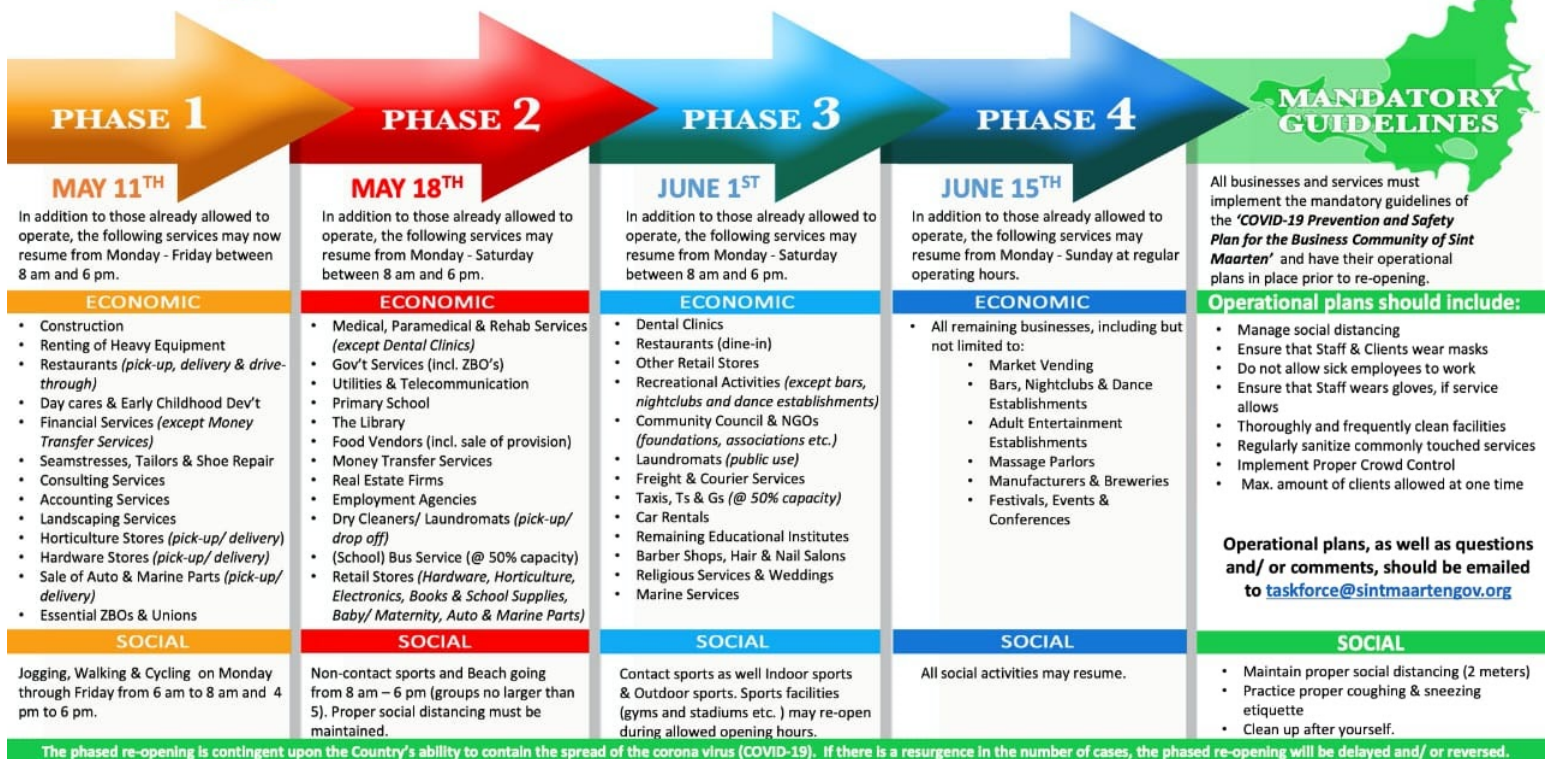 PHASE 1
MAY 11TH
In addition to those already allowed to
operate, the following services may now
resume from Monday - Friday between
8 am and 6 pm.
ECONOMIC
• Construction
• Renting of Heavy Equipment
• Restaurants (pick-up, delivery & drive-
through)
• Day cares & Early Childhood Dev't
• Financial Services (except Money
Transfer Services)
• Seamstresses, Tailors & Shoe Repair
• Consulting Services
• Accounting Services
• Landscaping Services
• Horticulture Stores (pick-up/ delivery)
• Hardware Stores (pick-up/ delivery)
• Sale of Auto & Marine Parts (pick-up/
delivery)
• Essential ZBOs & Unions
SOCIAL
Jogging, Walking & Cycling on Monday
through Friday from 6 am to 8 am and 4
pm to 6 pm.
PHASE 2
MAY 18TH
In addition to those already allowed to
operate, the following services may
resume from Monday - Saturday
between 8 am and 6 pm.
ECONOMIC
• Medical, Paramedical & Rehab Services
(except Dental Clinics)
• Gov't Services (incl. ZBO's)
• Utilities & Telecommunication
• Primary School
• The Library
• Food Vendors (incl. sale of provision)
• Money Transfer Services
• Real Estate Firms
• Employment Agencies
• Dry Cleaners/ Laundromats (pick-up/
drop off)
• (School) Bus Service (@ 50% capacity)
• Retail Stores (Hardware, Horticulture,
Electronics, Books & School Supplies,
Baby/ Maternity, Auto & Marine Parts)
SOCIAL
Non-contact sports and Beach going
from 8 am – 6 pm (groups no larger than
5). Proper social distancing must be
maintained.
PHASE 3
JUNE 1ST
In addition to those already allowed to
operate, the following services may
resume from Monday - Saturday
between 8 am and 6 pm.
ECONOMIC
• Dental Clinics
• Restaurants (dine-in)
• Other Retail Stores
• Recreational Activities (except bars,
nightclubs and dance establishments)
• Community Council & NGOs
(foundations, associations etc.)
• Laundromats (public use)
• Freight & Courier Services
• Taxis, Ts & Gs (@ 50% capacity)
• Car Rentals
• Remaining Educational Institutes
• Barber Shops, Hair & Nail Salons
• Religious Services & Weddings
• Marine Services
SOCIAL
Contact sports as well Indoor sports
& Outdoor sports. Sports facilities
(gyms and stadiums etc. ) may re-open
during allowed opening hours.
PHASE 4
JUNE 15TH
In addition to those already allowed to
operate, the following services may
resume from Monday - Sunday at regular
operating hours.
ECONOMIC
• All remaining businesses, including but
not limited to:
• Market Vending
• Bars, Nightclubs & Dance
Establishments
• Adult Entertainment
Establishments
• Massage Parlors
• Manufacturers & Breweries
• Festivals, Events &
Conferences
SOCIAL
All social activities may resume.
MANDATORY
GUIDELINES
All businesses and services must
implement the mandatory guidelines of
the 'COVID-19 Prevention and Safety
Plan for the Business Community of Sint
Maarten' and have their operational
plans in place prior to re-opening.
Operational plans should include:
• Manage social distancing
• Ensure that Staff & Clients wear masks
• Do not allow sick employees to work
• Ensure that Staff wears gloves, if service
allows
• Thoroughly and frequently clean facilities
• Regularly sanitize commonly touched services
• Implement Proper Crowd Control
• Max. amount of clients allowed at one time
Operational plans, as well as questions
and/ or comments, should be emailed
to taskforce@sintmaartengov.org
SOCIAL
• Maintain proper social distancing (2 meters)
• Practice proper coughing & sneezing
etiquette
• Clean up after yourself.
The phased re-opening is contingent upon the Country's ability to contain the spread of the corona virus (COVID-19). If there is a resurgence in the number of cases, the phased re-opening will be delayed and/ or reversed.